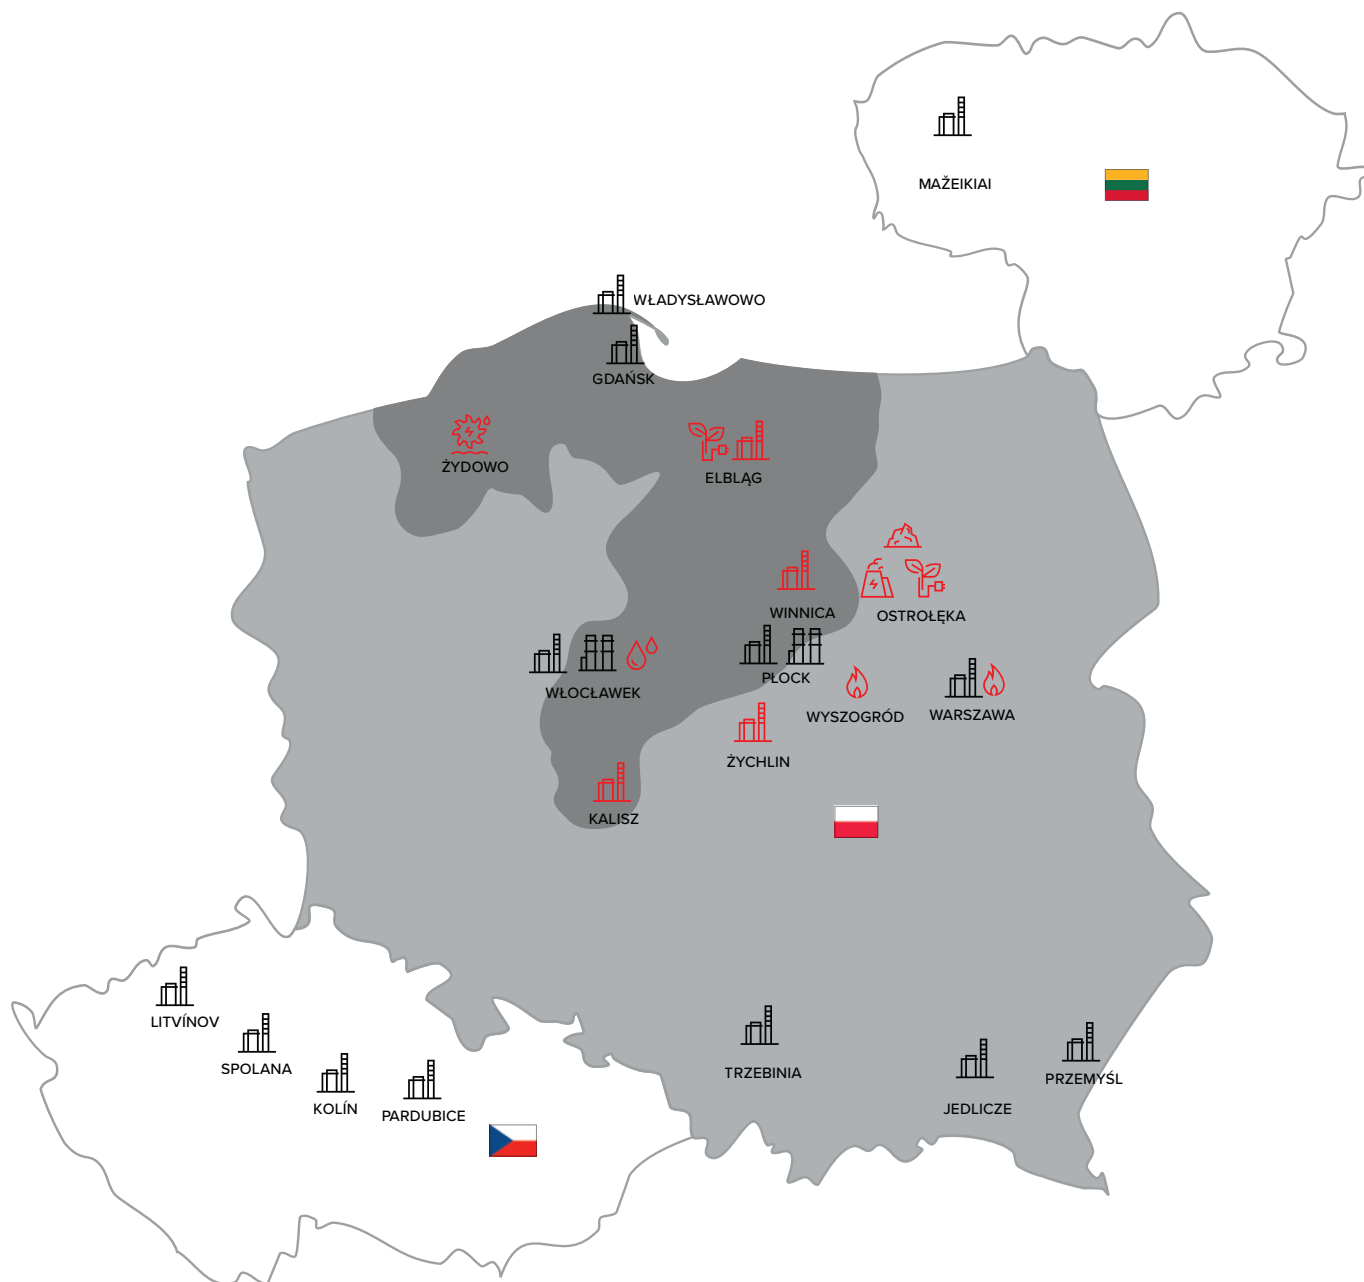 MAŽEIKIAI
WŁADYSŁAWOWO
GDAŃSK
ŻYDOWO
ELBLĄG
WINNICA
OSTROŁĘKA
PŁOCK
WŁOCŁAWEK
WYSZOGRÓD
WARSZAWA
ŻYCHLIN
KALISZ
LITVÍNOV
SPOLANA
KOLÍN
PARDUBICE
TRZEBINIA
PRZEMYŚL
JEDLICZE